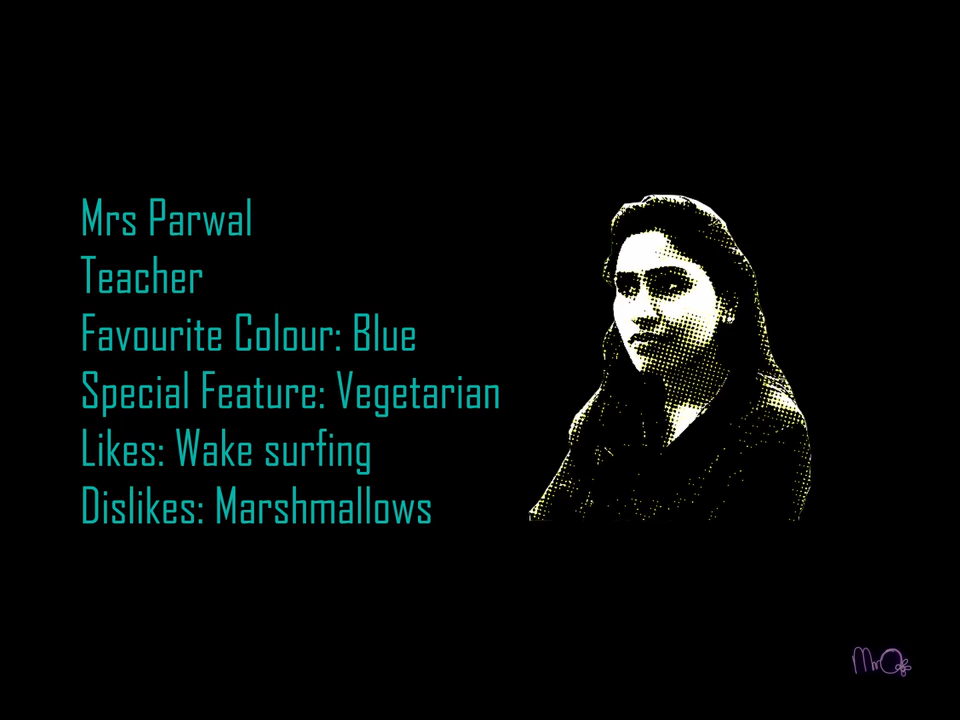 Mrs Parwal
Teacher
Favourite Colour: Blue
Special Feature: Vegetarian
Likes: Wake surfing
Dislikes: Marshmallows